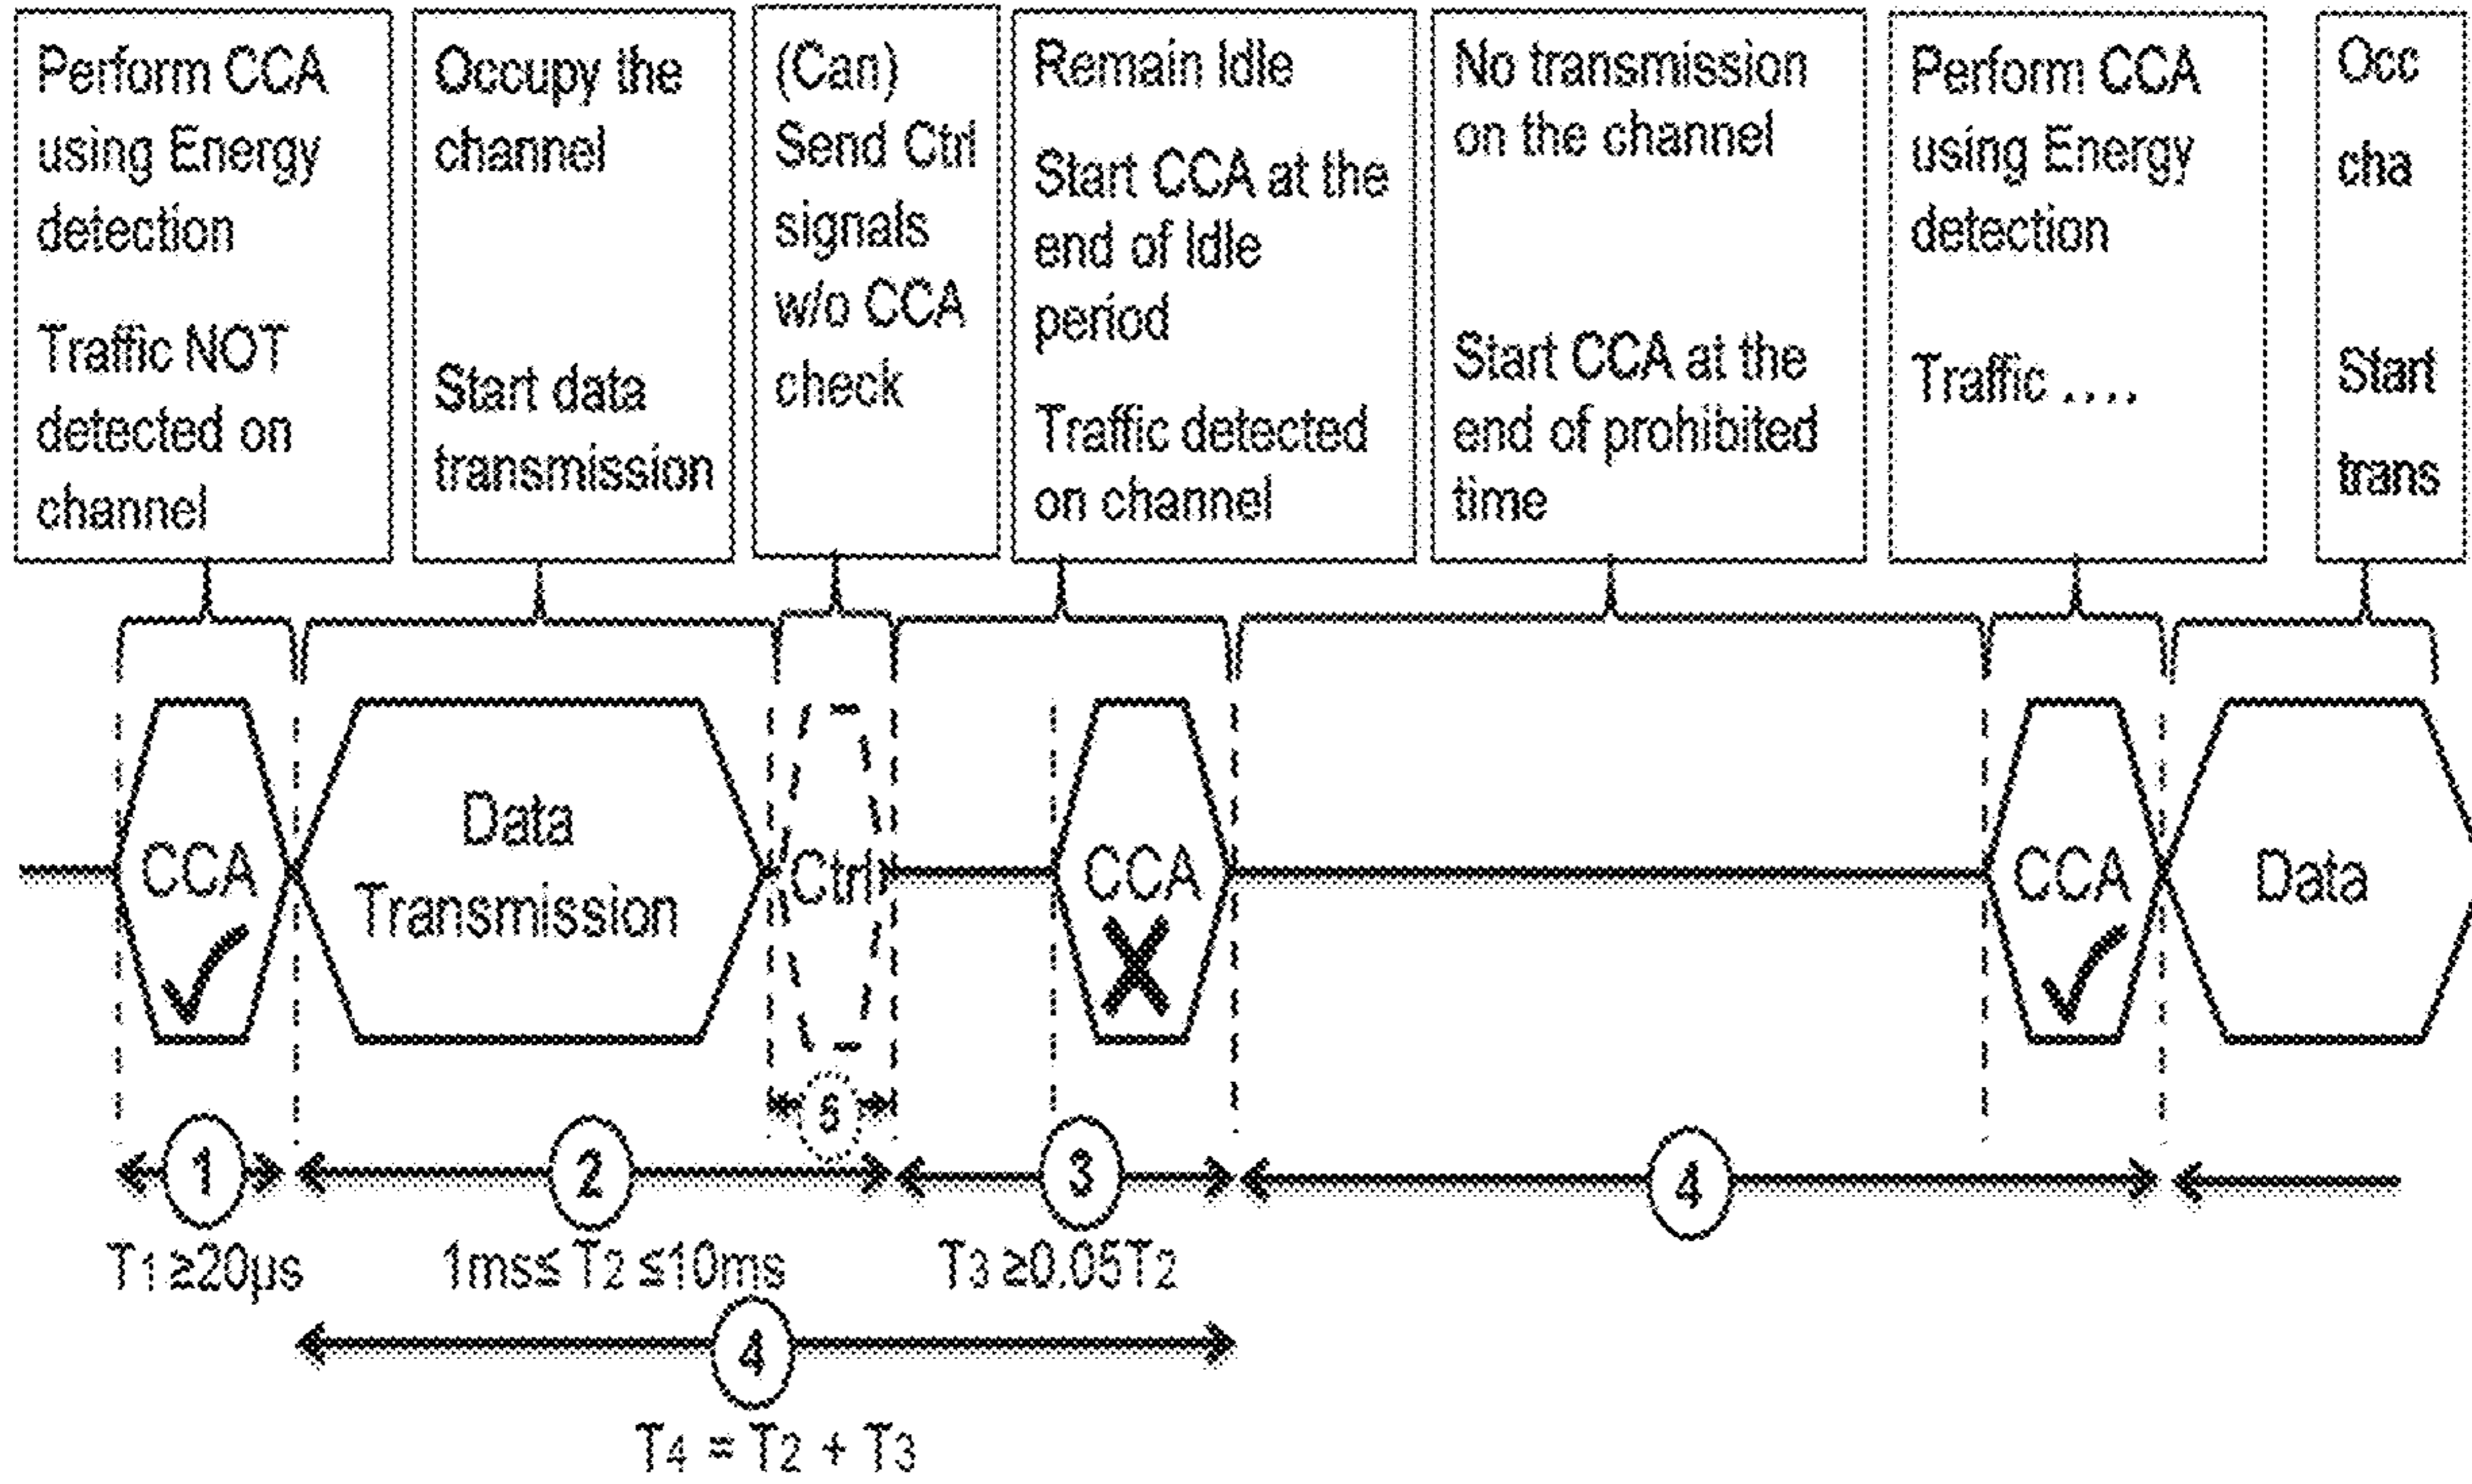 Perform CCA
using Energy
detection
Traffic NOT
detected on
channel
Occupy the
channel
Start data
transmission
(Can)
Send Ctrl
signals
w/o CCA
check
Remain Idle
Start CCA at the
end of Idle
period
Traffic detected
on channel
No transmission
on the channel
Start CCA at the
end of prohibited
time
Perform CCA
using Energy
detection
Traffic ....
Occ
cha
Start
trans
CCA
Data
Transmission
Ctrl
CCA
CCA
Data
5
1
2
3
4
T1 ≥20µs
1ms≤ T2 ≤10ms
T3 ≥0.05T2
4
T4 = T2 + T3